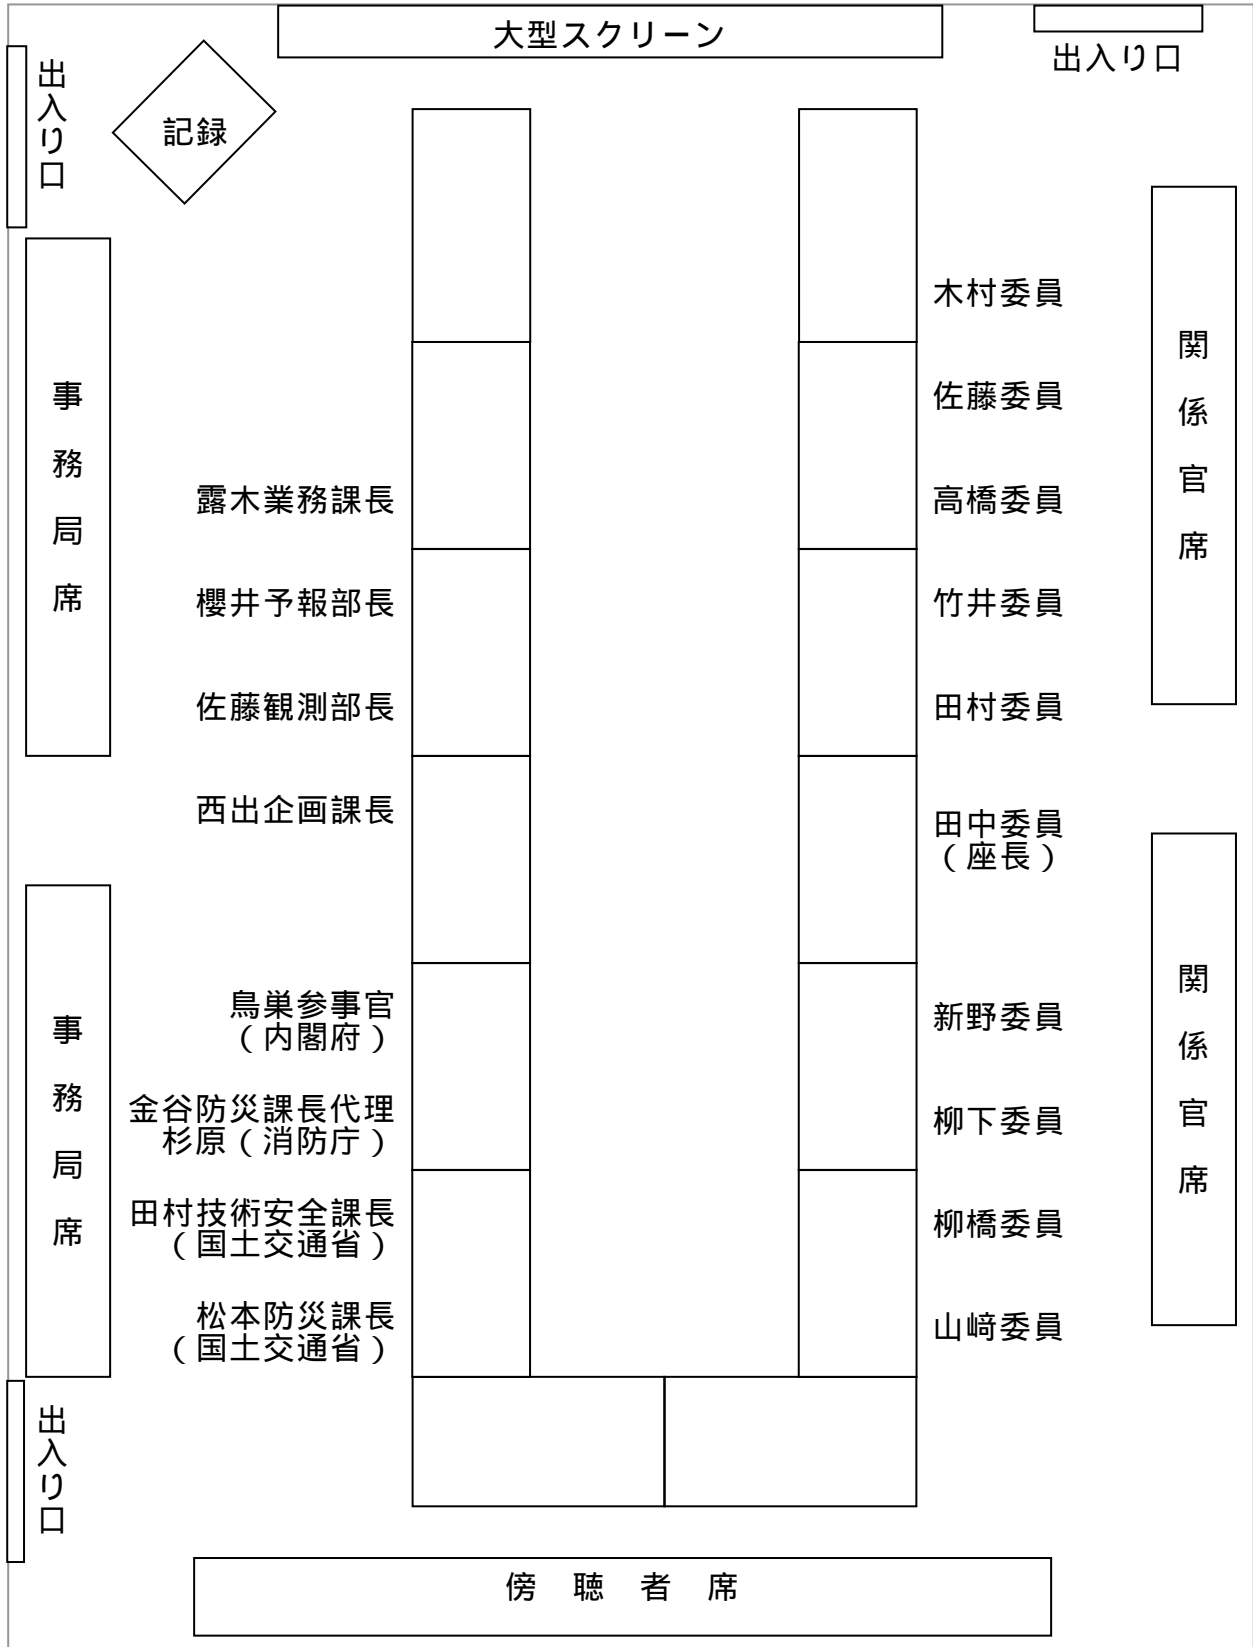 大型スクリーン
出入り口
出入り口
記録
木村委員
佐藤委員
高橋委員
竹井委員
田村委員
田中委員
（座長）
新野委員
柳下委員
柳橋委員
山﨑委員
関係官席
関係官席
事務局席
露木業務課長
櫻井予報部長
佐藤観測部長
西出企画課長
事務局席
鳥巣参事官
（内閣府）
金谷防災課長代理
杉原（消防庁）
田村技術安全課長
（国土交通省）
松本防災課長
（国土交通省）
出入り口
傍聴者席